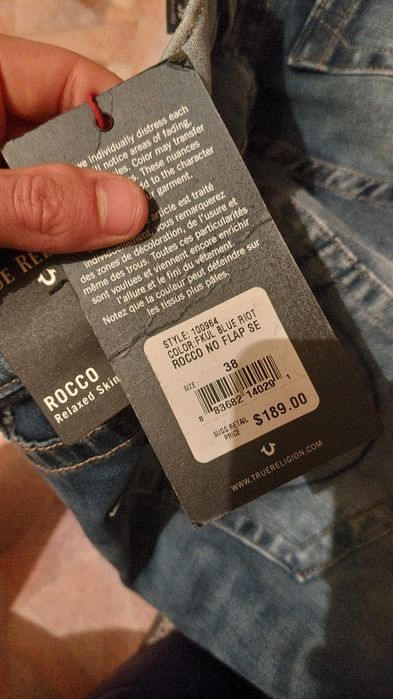 individually distress each
notice areas of fading,
Color may transfer
These nuances
to the character
garment.
article est traité
vous remarquerez
des zones de décoloration, de l'usure et
même des trous. Toutes ces particularités
sont voulues et viennent encore enrichir
l'allure et le fini du vêtement.
Notez que la couleur peut déteindre sur
les tissus plus pâles.
ROCCO
Relaxed Skin
STYLE: 100964
COLOR: FKUL BLUE RIOT
ROCCO NO FLAP SE
SIZE: 38
8 83682 14029 1
SUGG RETAIL
PRICE $189.00
WWW.TRUERELIGION.COM